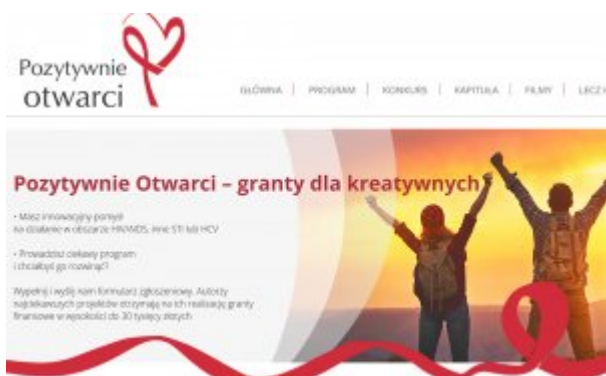 Pozytywnie
otwarci
GŁÓWNA | PROGRAM | KONKURS | KAPITUŁA | FILMY | LECZ
Pozytywnie Otwarci – granty dla kreatywnych
• Masz innowacyjny pomysł
na działanie w obszarze HIV/AIDS, inne STI lub HCV
• Prowadzisz ciekawy program
i chciałbyś go rozwinąć?
Wypełnij i wyślij nam formularz zgłoszeniowy. Autorzy
najciekawszych projektów otrzymają na ich realizację granty
finansowe w wysokości do 30 tysięcy złotych